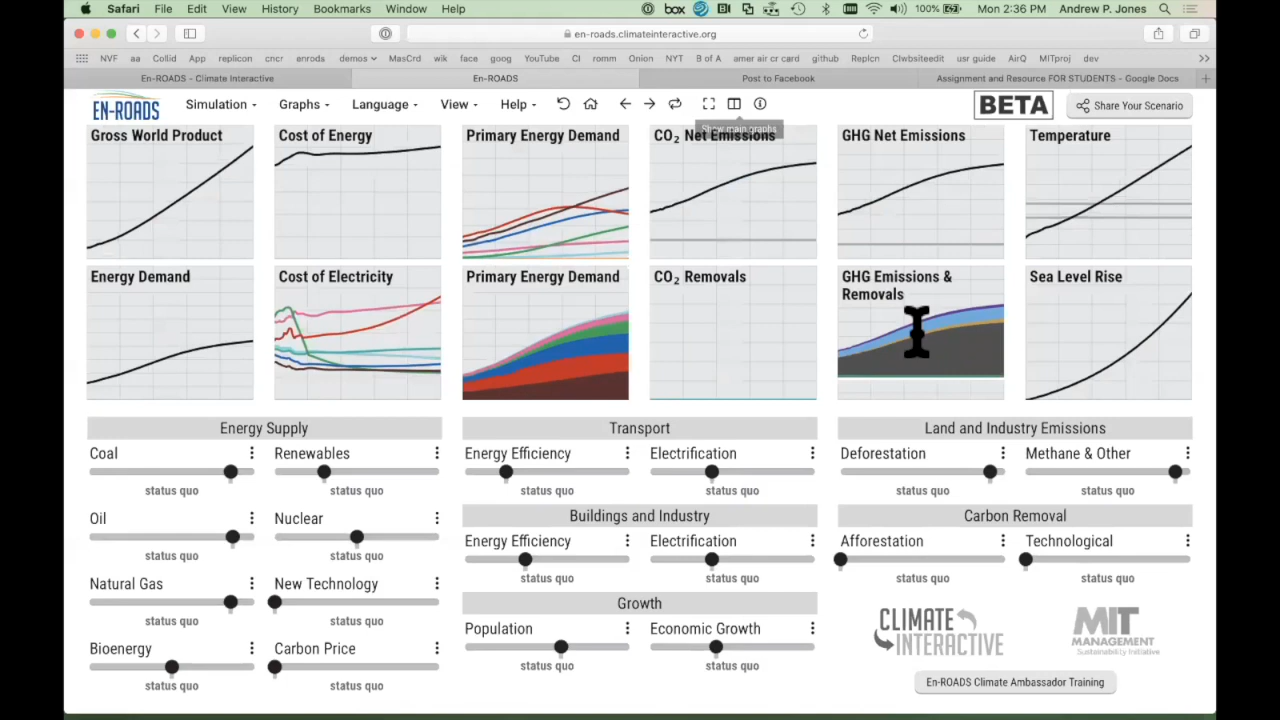 Safari File Edit View History Bookmarks Window Help box 100% Mon 2:36 PM Andrew P. Jones
en-roads.climateinteractive.org
NVF aa Collid App replicon cncr enroda demos MasCrd wik face goog YouTube CI romm Onion NYT B of A amer air cr card github Replcn Clwbsiteedit usr guide AirQ MITproj dev
En-ROADS - Climate Interactive En-ROADS Post to Facebook Assignment and Resource FOR STUDENTS - Google Docs
EN-ROADS Simulation Graphs Language View Help BETA Share Your Scenario
Show main graphs
Gross World Product Cost of Energy Primary Energy Demand CO₂ Net Emissions GHG Net Emissions Temperature
Energy Demand Cost of Electricity Primary Energy Demand CO₂ Removals GHG Emissions & Sea Level Rise
Removals
Energy Supply Transport Land and Industry Emissions
Coal Renewables Energy Efficiency Electrification Deforestation Methane & Other
status quo status quo status quo status quo status quo status quo
Buildings and Industry Carbon Removal
Oil Nuclear
Energy Efficiency Electrification Afforestation Technological
status quo status quo
status quo status quo status quo status quo
Natural Gas New Technology
Growth
status quo status quo
Population Economic Growth
CLIMATE INTERACTIVE
MIT MANAGEMENT Sustainability Initiative
Bioenergy Carbon Price
status quo status quo
status quo status quo
En-ROADS Climate Ambassador Training